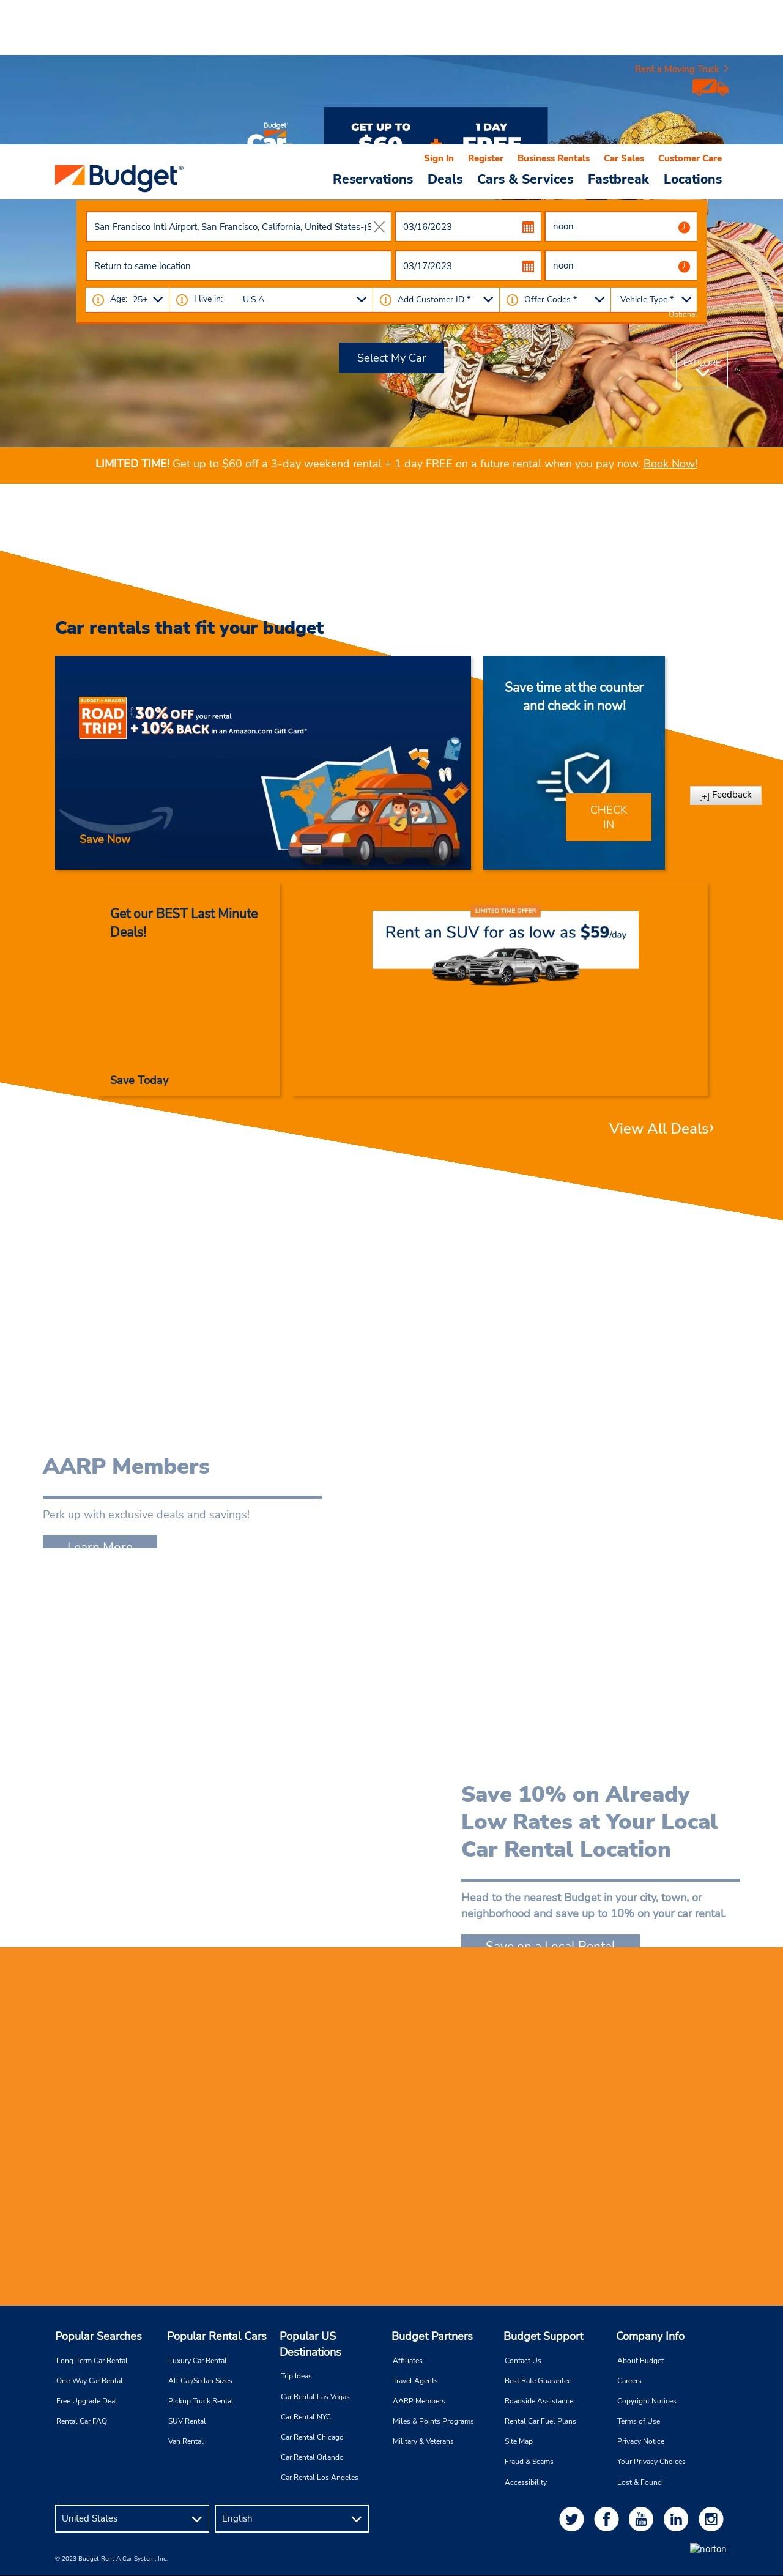 Rent a Moving Truck
Budget
Car
GET UP TO
$60
+
1 DAY
FREE
Sign In Register Business Rentals Car Sales Customer Care
Budget®
Reservations Deals Cars & Services Fastbreak Locations
San Francisco Intl Airport, San Francisco, California, United States-(S
03/16/2023
noon
Return to same location
03/17/2023
noon
Age: 25+
I live in: U.S.A.
Add Customer ID *
Offer Codes *
Vehicle Type *
Optional
Select My Car
EXPLORE
LIMITED TIME! Get up to $60 off a 3-day weekend rental + 1 day FREE on a future rental when you pay now. Book Now!
Car rentals that fit your budget
BUDGET + AMAZON
ROAD
TRIP!
UP TO 30% OFF your rental
+ 10% BACK in an Amazon.com Gift Card*
Save Now
Save time at the counter
and check in now!
CHECK
IN
[+] Feedback
Get our BEST Last Minute
Deals!
Save Today
LIMITED TIME OFFER
Rent an SUV for as low as $59/day
View All Deals
AARP Members
Perk up with exclusive deals and savings!
Learn More
Save 10% on Already
Low Rates at Your Local
Car Rental Location
Head to the nearest Budget in your city, town, or
neighborhood and save up to 10% on your car rental.
Save on a Local Rental
Popular Searches
Long-Term Car Rental
One-Way Car Rental
Free Upgrade Deal
Rental Car FAQ
Popular Rental Cars
Luxury Car Rental
All Car/Sedan Sizes
Pickup Truck Rental
SUV Rental
Van Rental
Popular US
Destinations
Trip Ideas
Car Rental Las Vegas
Car Rental NYC
Car Rental Chicago
Car Rental Orlando
Car Rental Los Angeles
Budget Partners
Affiliates
Travel Agents
AARP Members
Miles & Points Programs
Military & Veterans
Budget Support
Contact Us
Best Rate Guarantee
Roadside Assistance
Rental Car Fuel Plans
Site Map
Fraud & Scams
Accessibility
Company Info
About Budget
Careers
Copyright Notices
Terms of Use
Privacy Notice
Your Privacy Choices
Lost & Found
United States
English
You
Tube
in
norton
© 2023 Budget Rent A Car System, Inc.